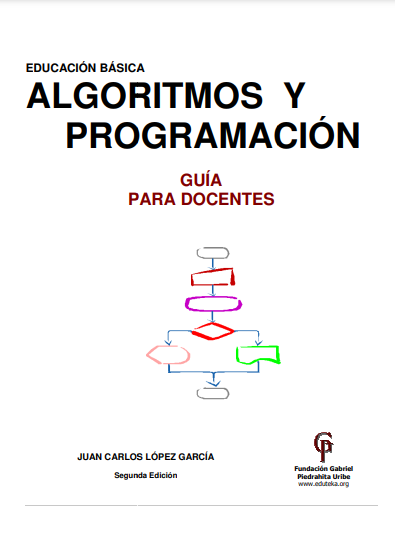 EDUCACIÓN BÁSICA
ALGORITMOS Y
PROGRAMACIÓN
GUÍA
PARA DOCENTES
JUAN CARLOS LÓPEZ GARCÍA
Segunda Edición
GP
Fundación Gabriel
Piedrahita Uribe
www.eduteka.org